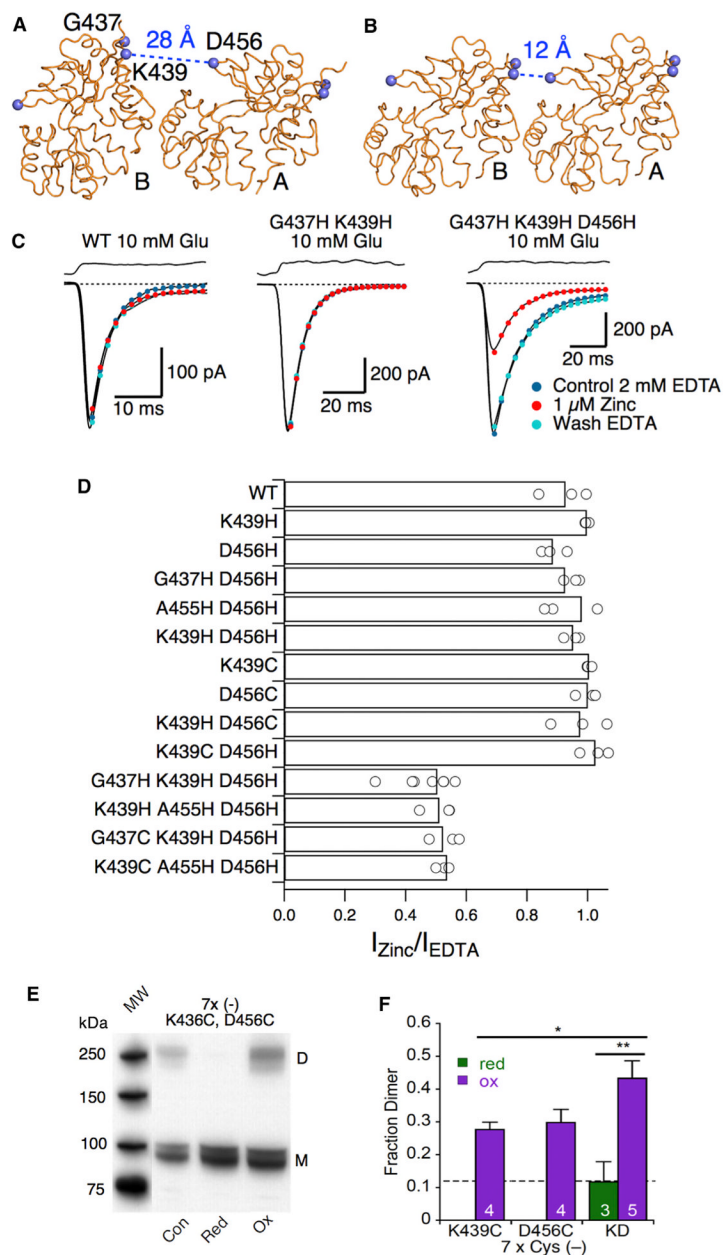 A
G437
28 Å
D456
K439
B
A
B
12 Å
B
A
C
WT 10 mM Glu
100 pA
10 ms
G437H K439H
10 mM Glu
200 pA
20 ms
G437H K439H D456H
10 mM Glu
200 pA
20 ms
Control 2 mM EDTA
1 µM Zinc
Wash EDTA
D
WT
K439H
D456H
G437H D456H
A455H D456H
K439H D456H
K439C
D456C
K439H D456C
K439C D456H
G437H K439H D456H
K439H A455H D456H
G437C K439H D456H
K439C A455H D456H
0.0 0.2 0.4 0.6 0.8 1.0
IZinc/IEDTA
E
MW
7x (-)
K436C, D456C
kDa
250
150
100
75
D
M
Con Red Ox
F
Fraction Dimer
0.6
0.5
0.4
0.3
0.2
0.1
0.1
*
**
red
ox
4 4 3 5
K439C D456C KD
7 x Cys (–)